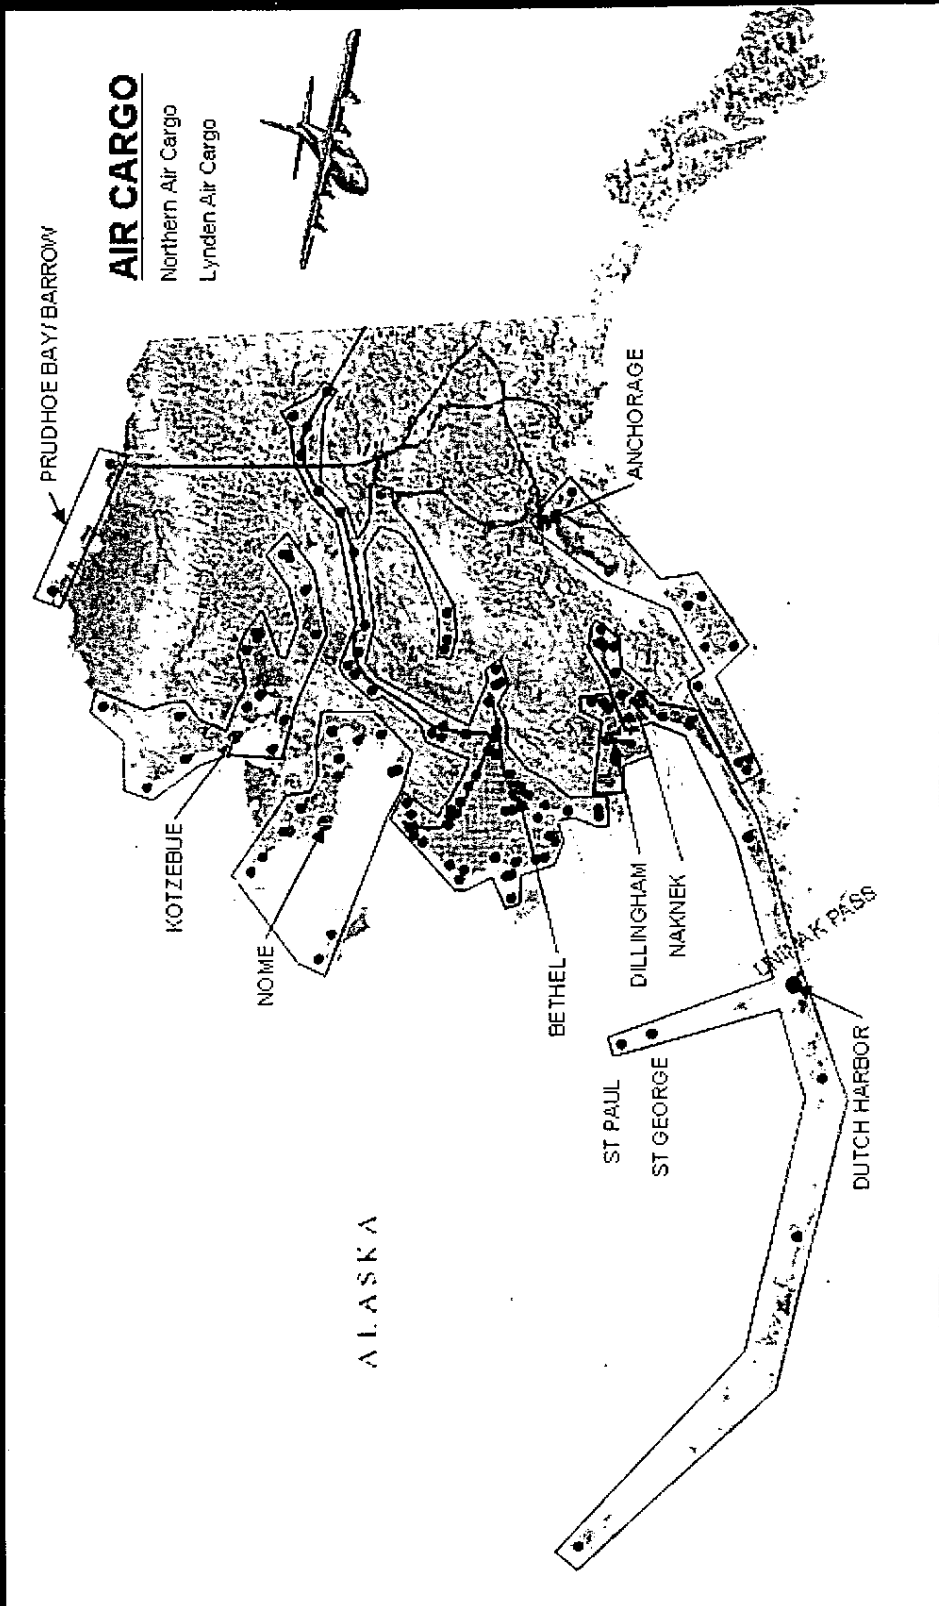 AIR CARGO
Northern Air Cargo
Lynden Air Cargo
PRUDHOE BAY/ BARROW
KOTZEBUE
NOME
ALASKA
BETHEL
ST PAUL
ST GEORGE
DILLINGHAM
NAKNEK
ANCHORAGE
UNIMAK PASS
DUTCH HARBOR